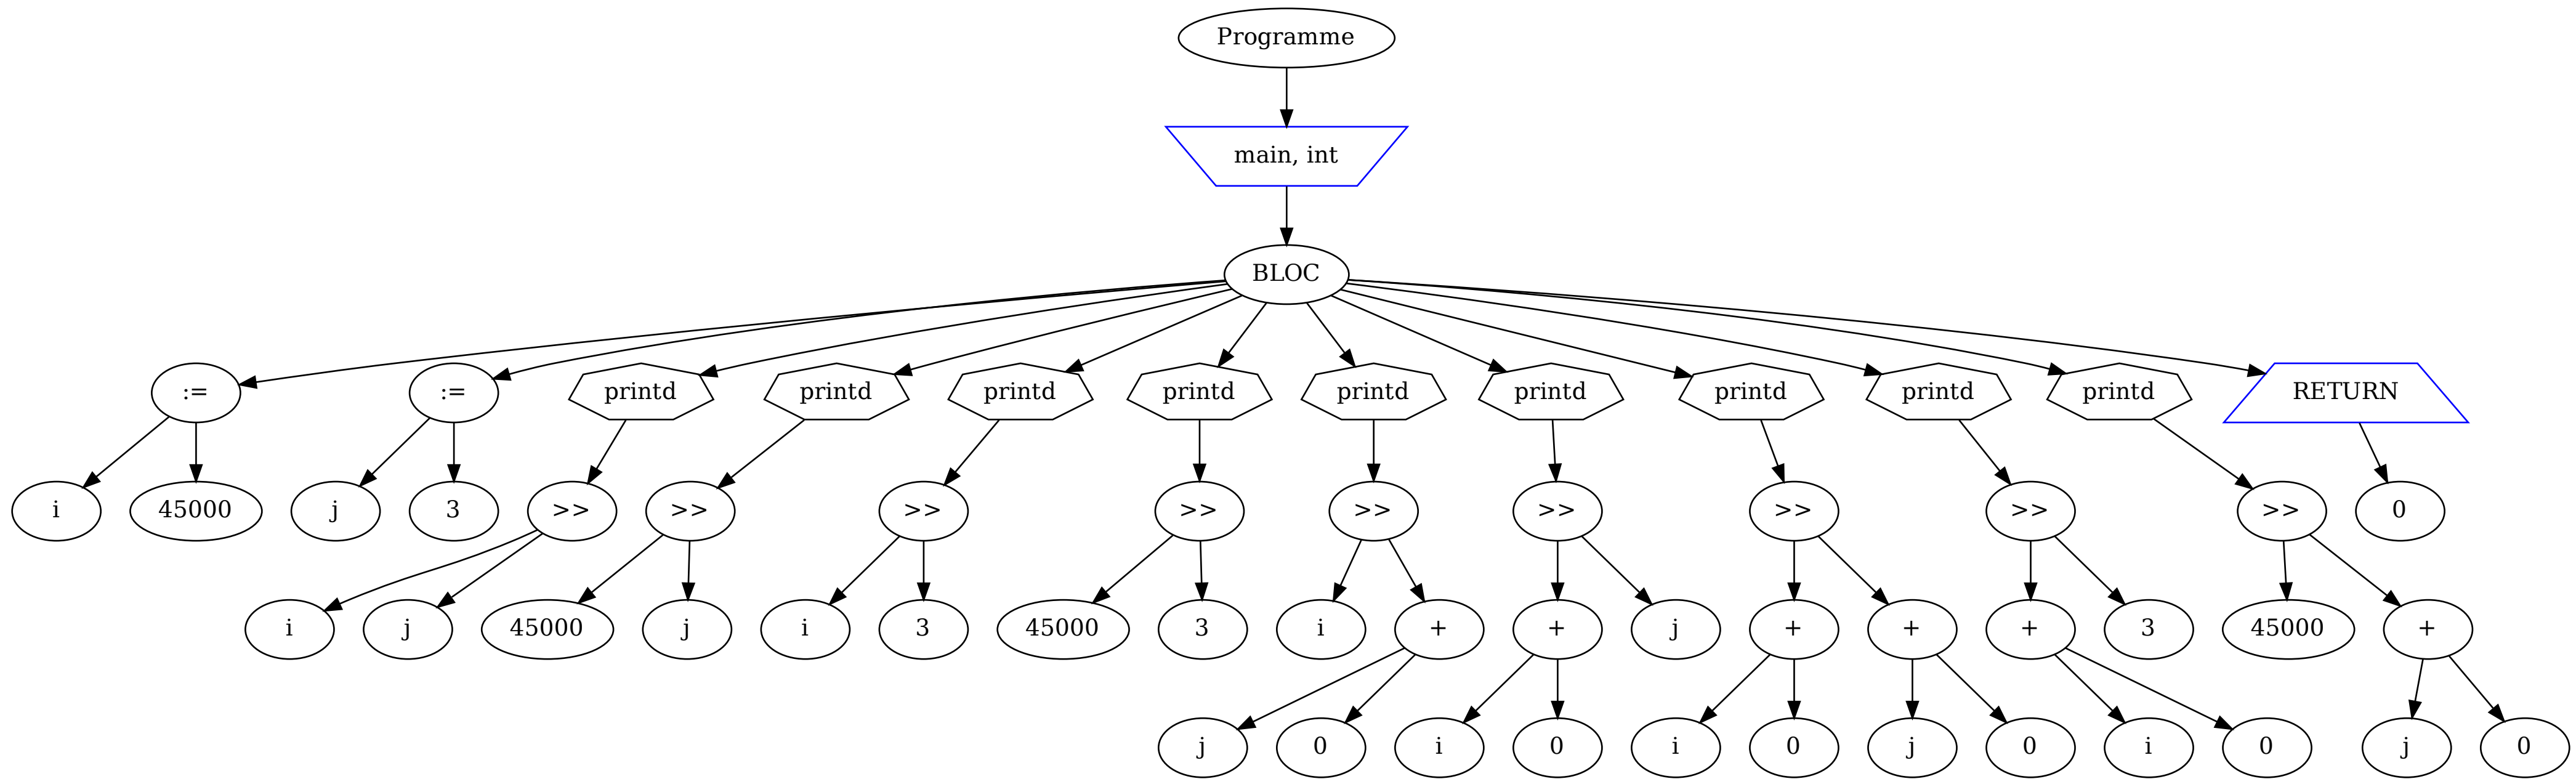 Programme
main, int
BLOC
:= := printd printd printd printd printd printd printd printd printd RETURN
i 45000 j 3 >> >> >> >> >> >> >> >> >> 0
i j 45000 j i 3 45000 3 i + + j + + + 3 45000 +
j 0 i 0 i 0 j 0 i 0 j 0